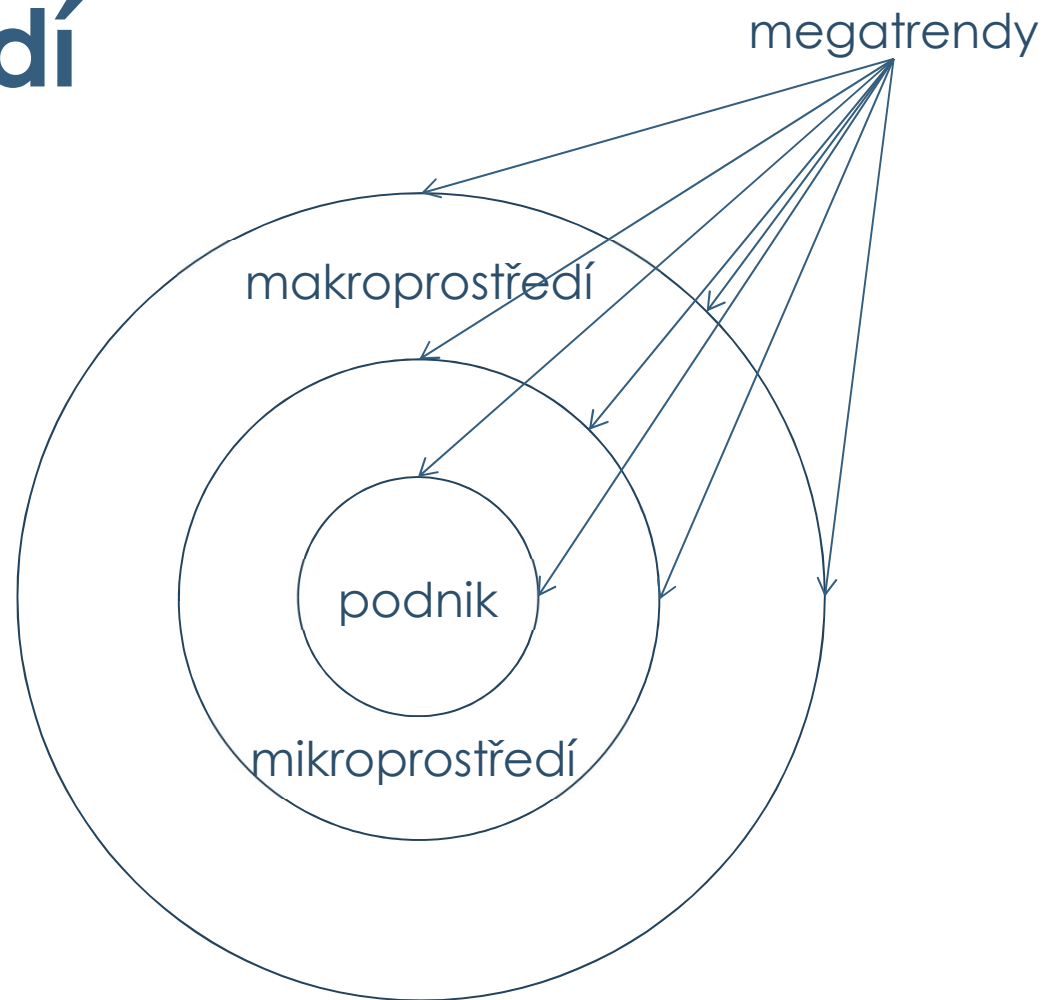 dí
megatrendy
makroprostředí
podnik
mikroprostředí